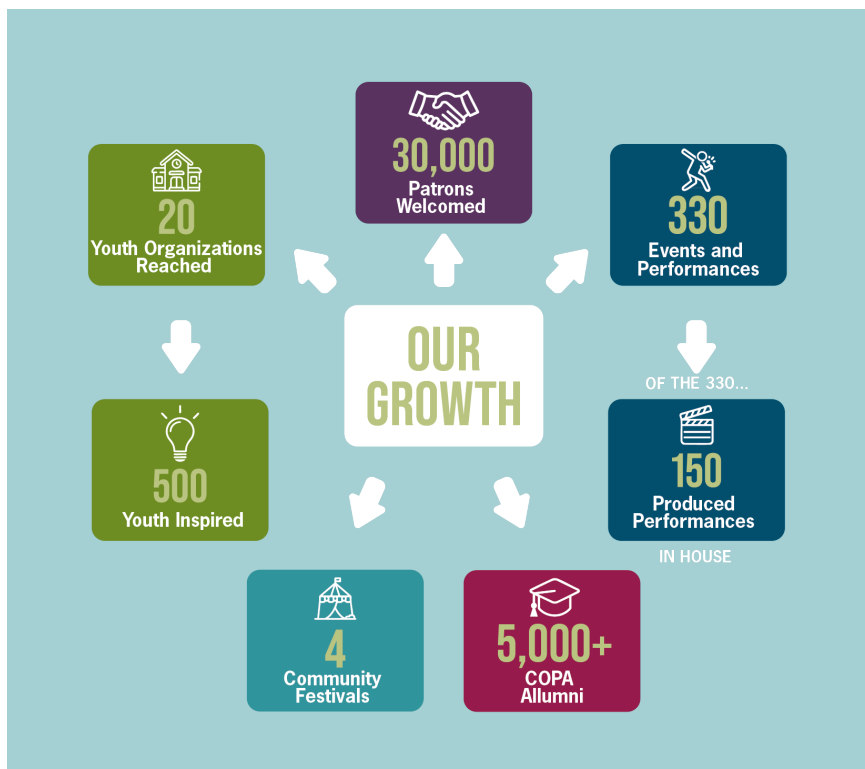 30,000
Patrons
Welcomed
20
Youth Organizations
Reached
330
Events and
Performances
OUR
GROWTH
OF THE 330...
500
Youth Inspired
150
Produced
Performances
IN HOUSE
4
Community
Festivals
5,000+
COPA
Allumni